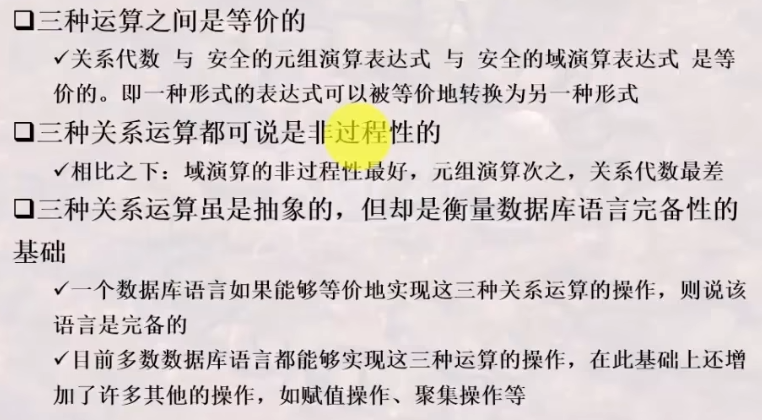 ❑三种运算之间是等价的
✓关系代数 与 安全的元组演算表达式 与 安全的域演算表达式 是等
价的。即一种形式的表达式可以被等价地转换为另一种形式
❑三种关系运算都可说是非过程性的
✓相比之下：域演算的非过程性最好，元组演算次之，关系代数最差
❑三种关系运算虽是抽象的，但却是衡量数据库语言完备性的
基础
✓一个数据库语言如果能够等价地实现这三种关系运算的操作，则说该
语言是完备的
✓目前多数数据库语言都能够实现这三种运算的操作，在此基础上还增
加了许多其他的操作，如赋值操作、聚集操作等